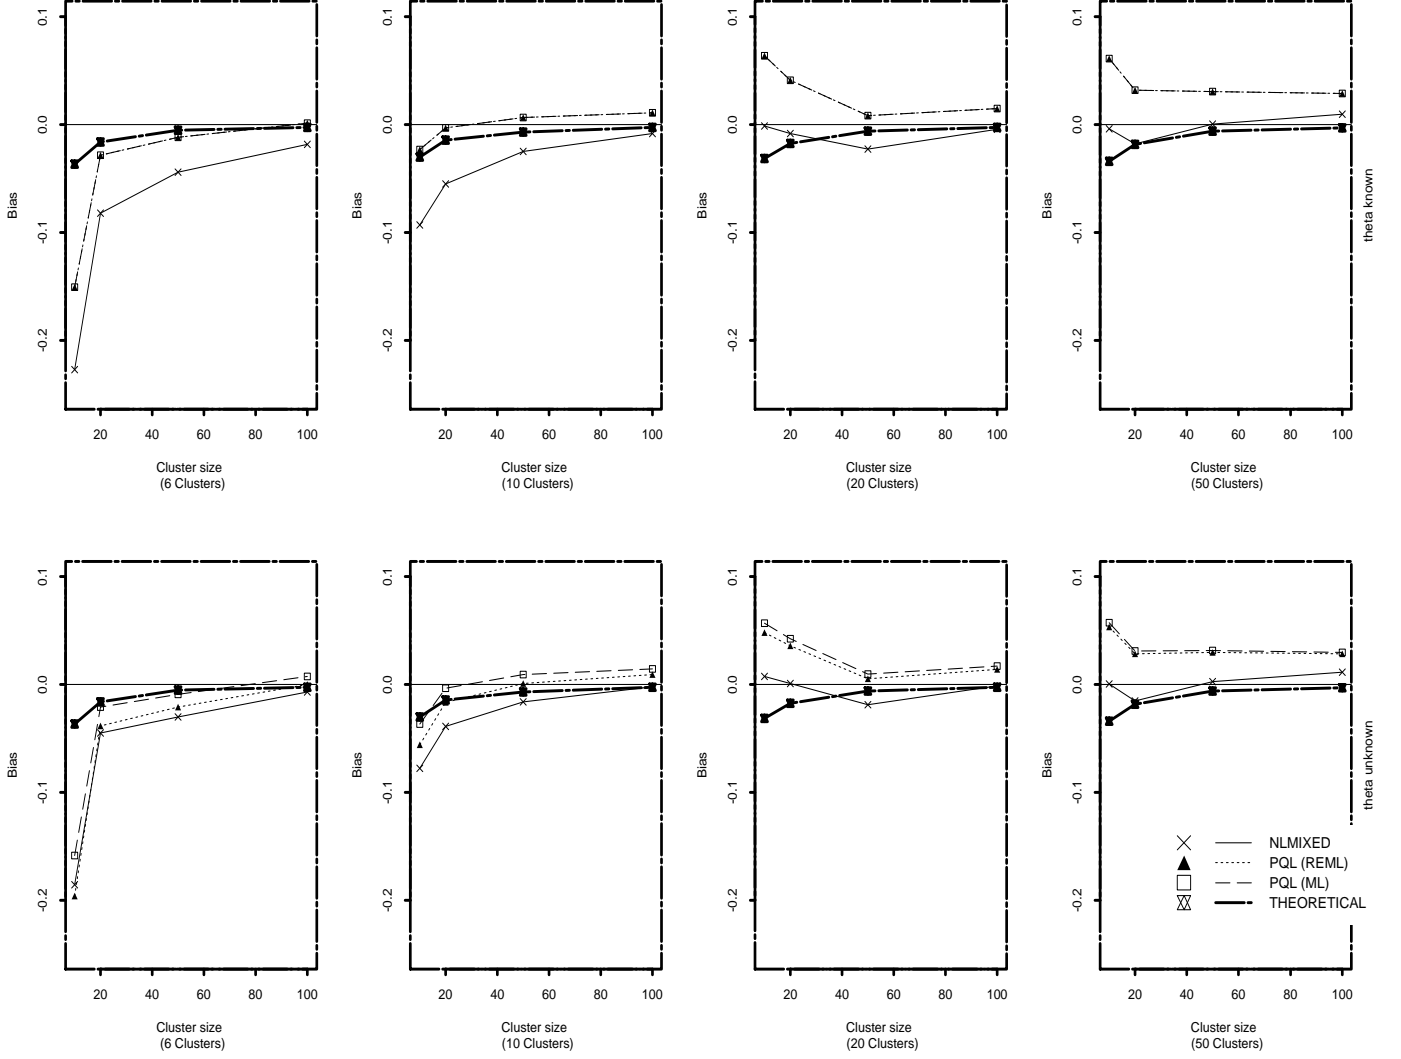 0.1
0.0
-0.1
-0.2
Bias
20 40 60 80 100
Cluster size
(6 Clusters)
0.1
0.0
-0.1
-0.2
Bias
20 40 60 80 100
Cluster size
(10 Clusters)
0.1
0.0
-0.1
-0.2
Bias
20 40 60 80 100
Cluster size
(20 Clusters)
0.1
0.0
-0.1
-0.2
Bias
20 40 60 80 100
Cluster size
(50 Clusters)
theta known
0.1
0.0
-0.1
-0.2
Bias
20 40 60 80 100
Cluster size
(6 Clusters)
0.1
0.0
-0.1
-0.2
Bias
20 40 60 80 100
Cluster size
(10 Clusters)
0.1
0.0
-0.1
-0.2
Bias
20 40 60 80 100
Cluster size
(20 Clusters)
0.1
0.0
-0.1
-0.2
Bias
NLMIXED
PQL (REML)
PQL (ML)
THEORETICAL
20 40 60 80 100
Cluster size
(50 Clusters)
theta unknown